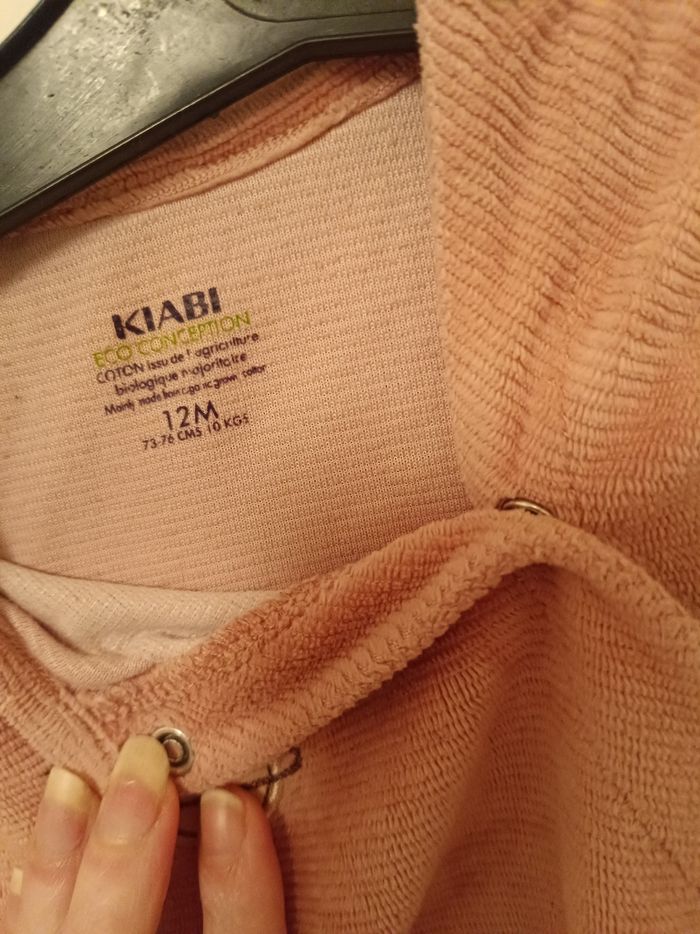 KIABI
ECO CONCEPTION
COTON issu de l'agriculture
biologique majoritaire
Mainly made from organic grown cotton
12M
73-76 CMS 10 KGS